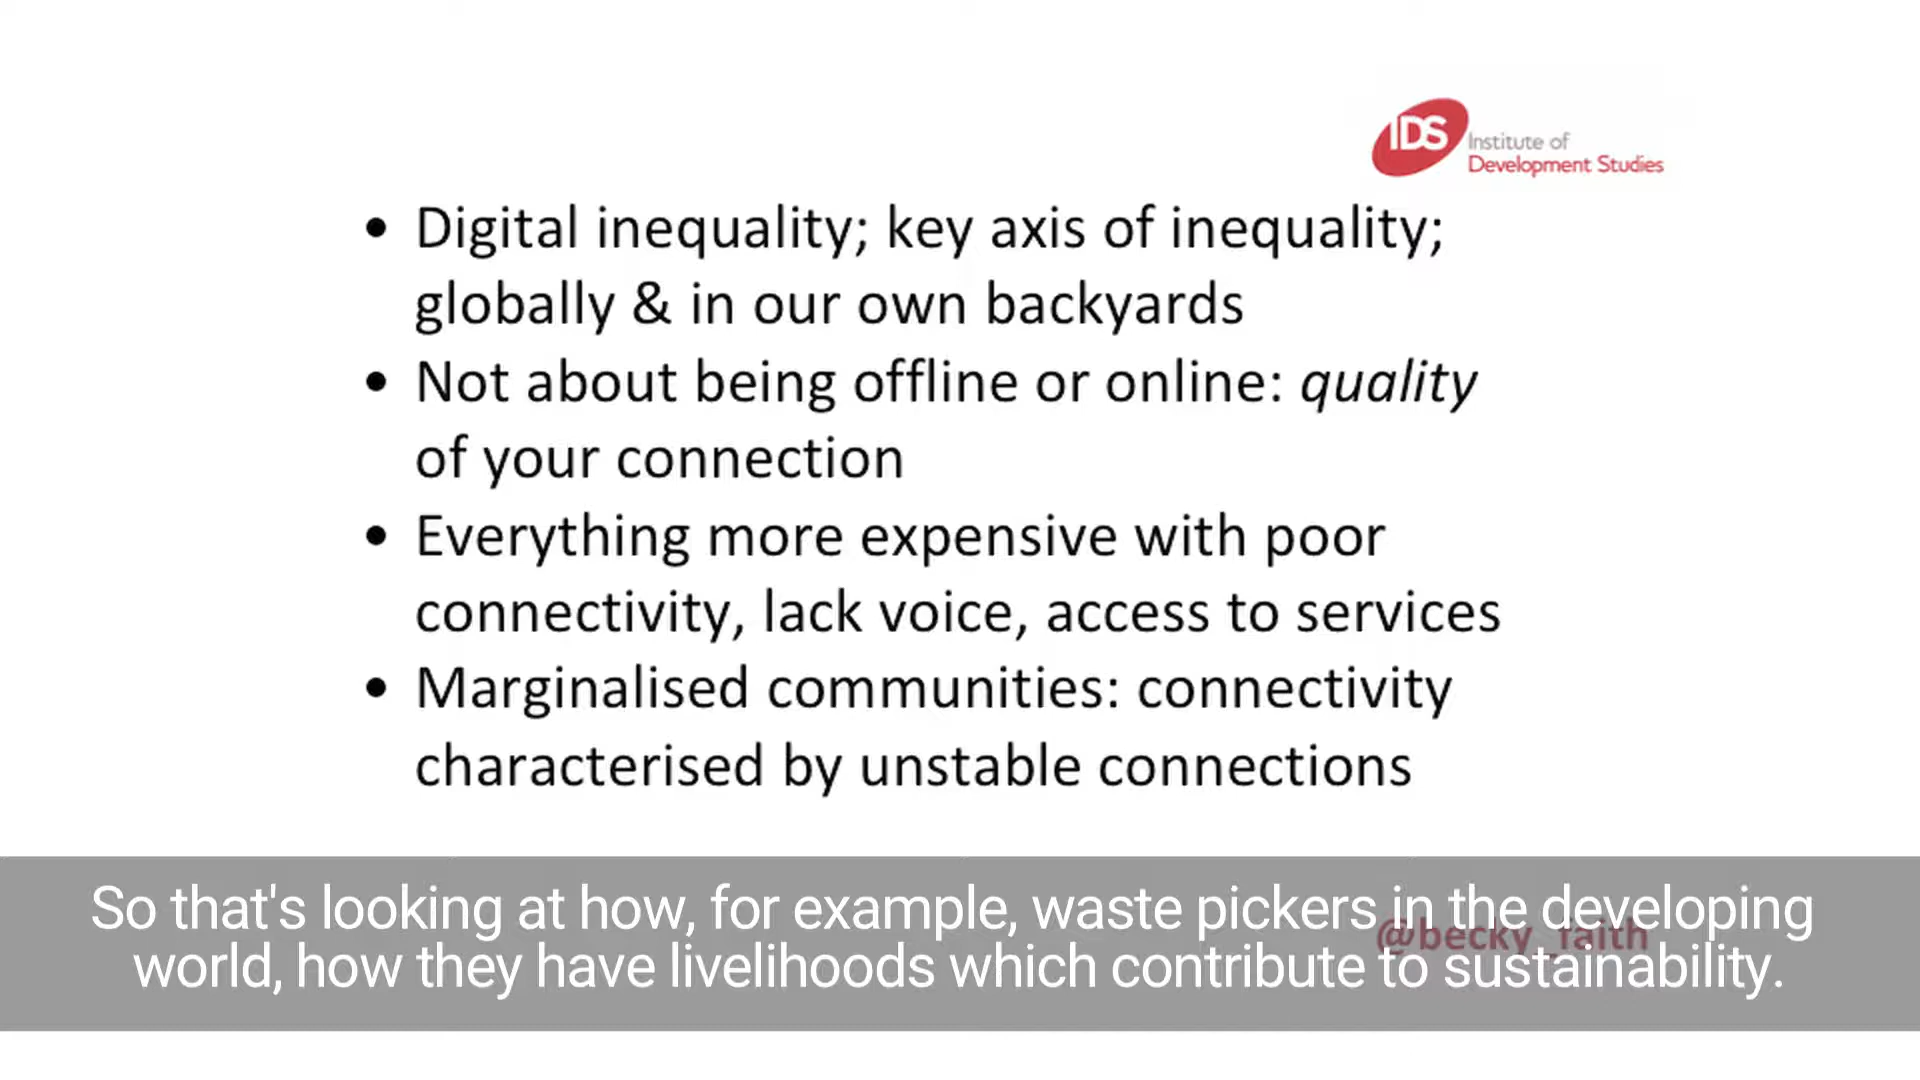 IDS Institute of
Development Studies
• Digital inequality; key axis of inequality;
globally & in our own backyards
• Not about being offline or online: quality
of your connection
• Everything more expensive with poor
connectivity, lack voice, access to services
• Marginalised communities: connectivity
characterised by unstable connections
@becky_faith
So that's looking at how, for example, waste pickers in the developing
world, how they have livelihoods which contribute to sustainability.